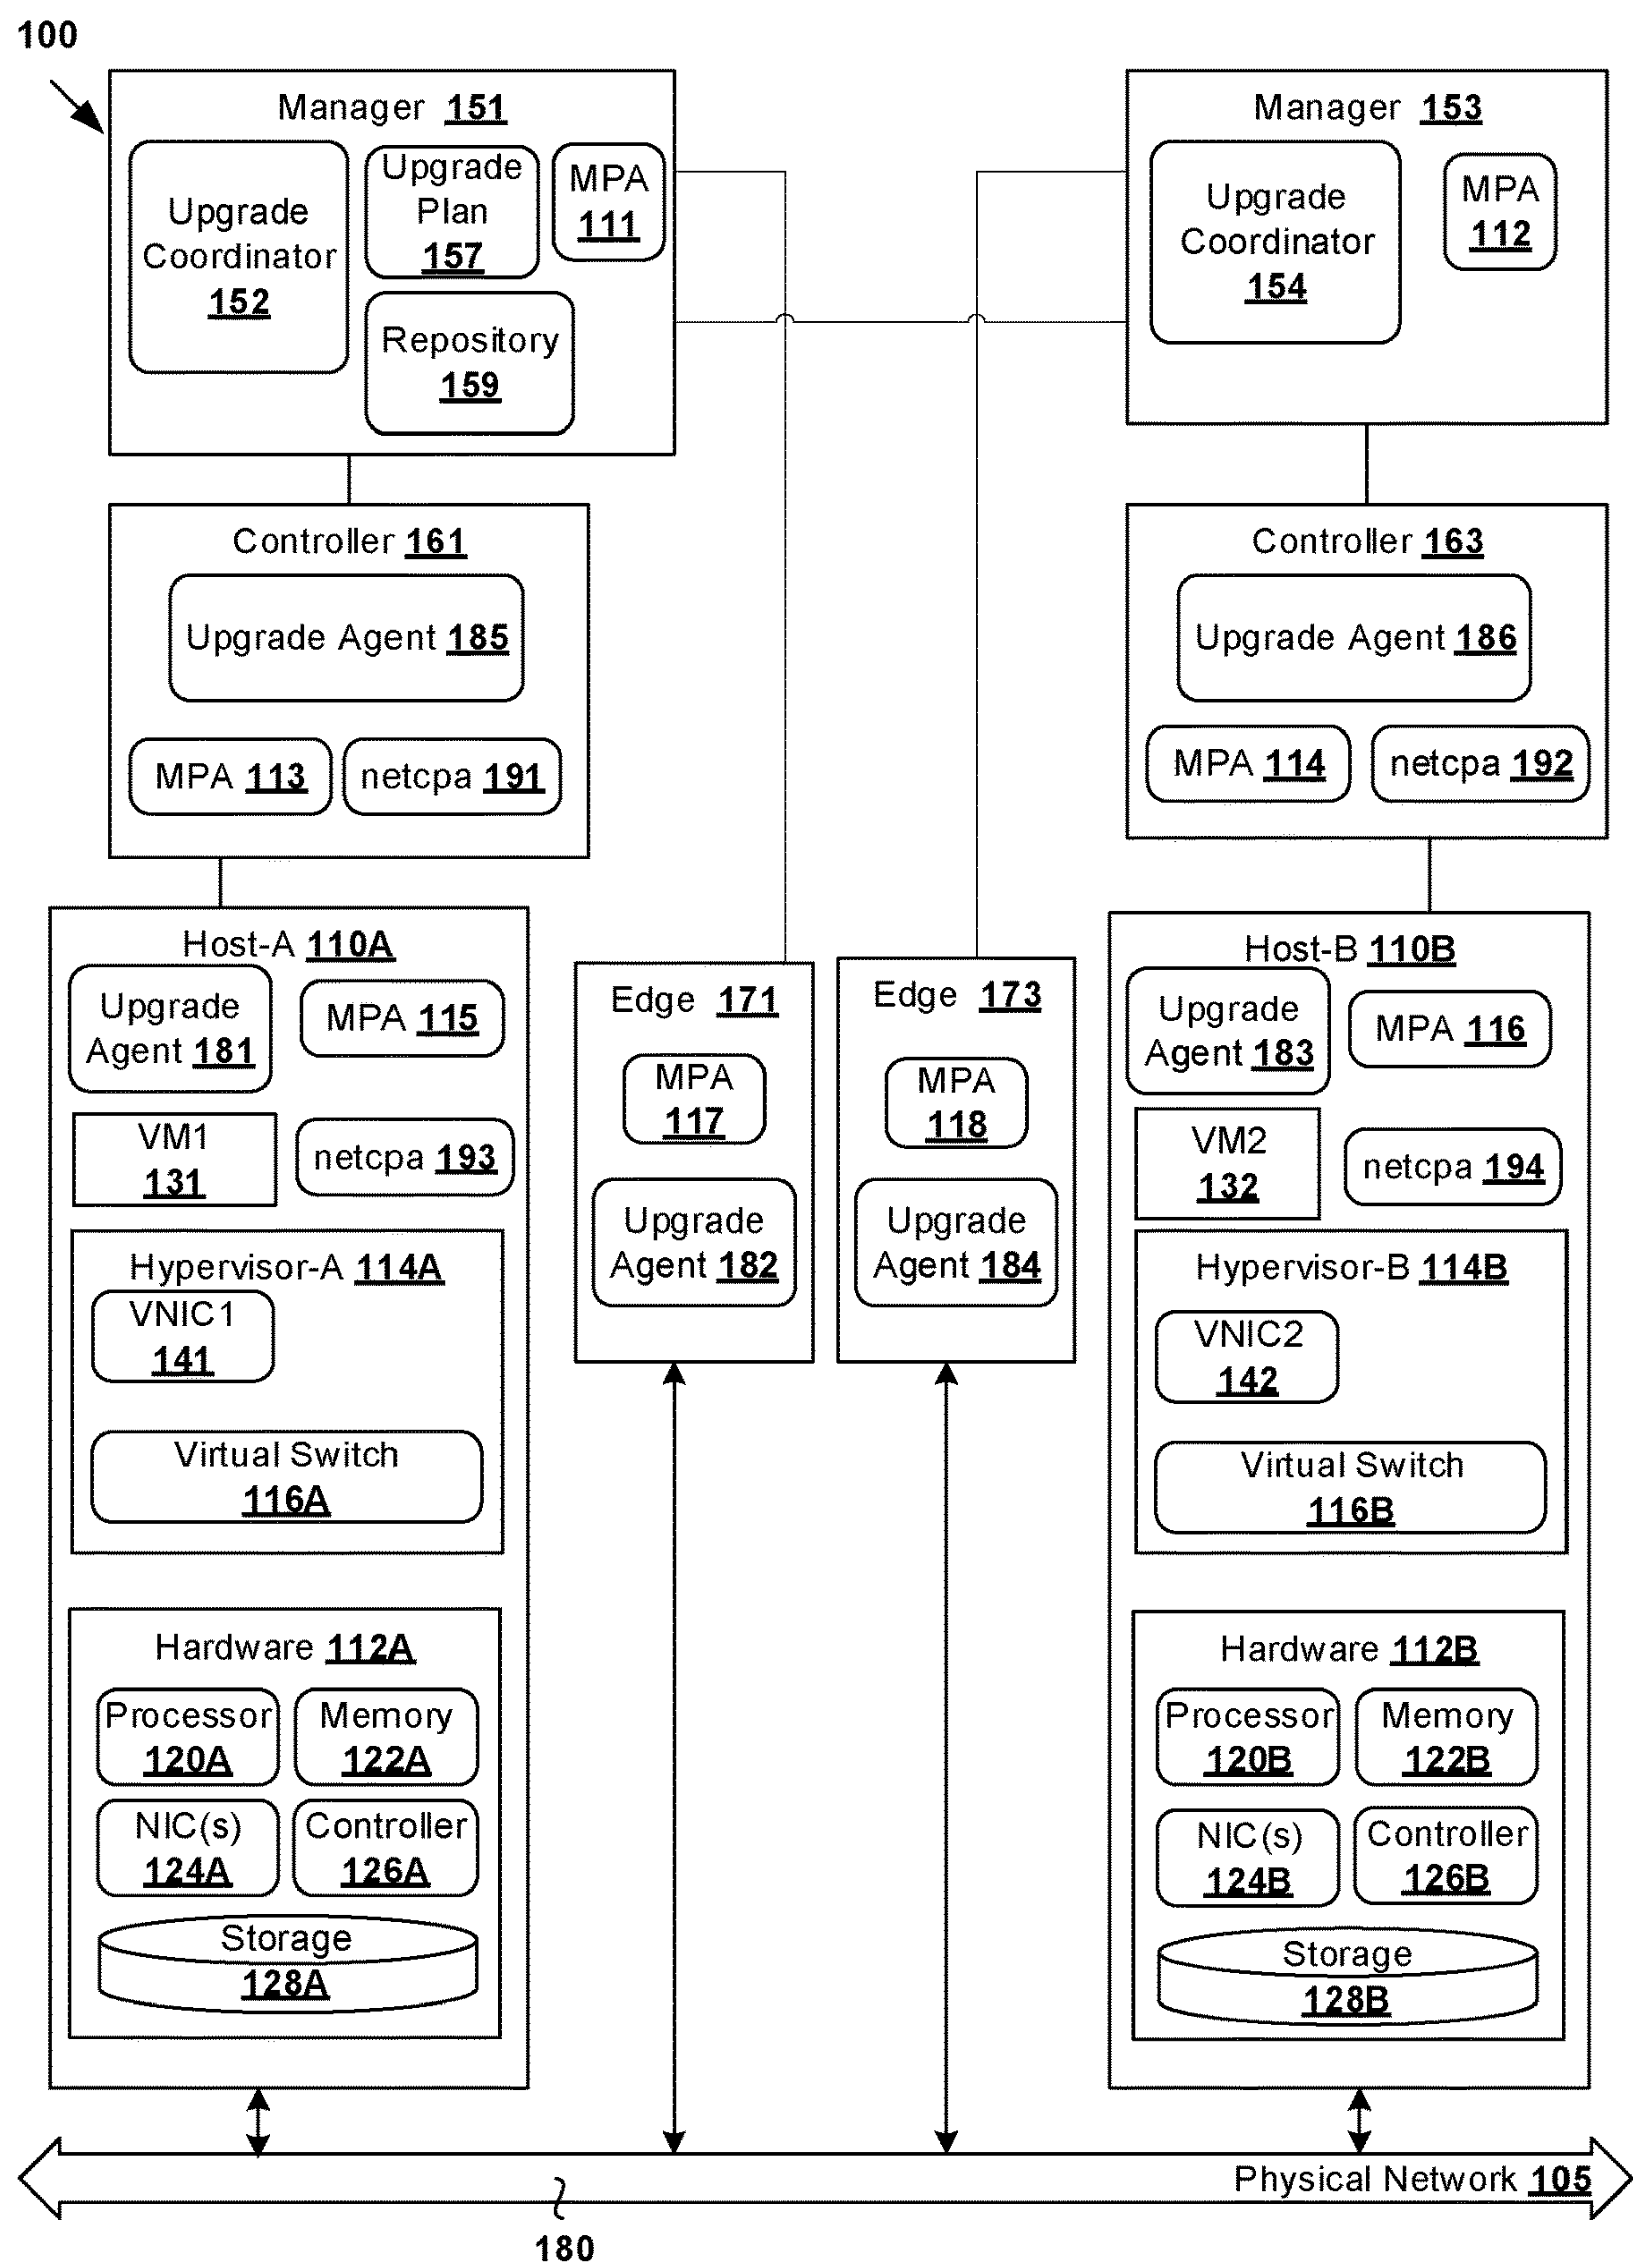 100
Manager 151
Upgrade
Coordinator
152
Upgrade
Plan
157
MPA
111
Repository
159
Manager 153
Upgrade
Coordinator
154
MPA
112
Controller 161
Upgrade Agent 185
MPA 113
netcpa 191
Controller 163
Upgrade Agent 186
MPA 114
netcpa 192
Host-A 110A
Upgrade
Agent 181
MPA 115
VM1
131
netcpa 193
Hypervisor-A 114A
VNIC1
141
Virtual Switch
116A
Hardware 112A
Processor
120A
Memory
122A
NIC(s)
124A
Controller
126A
Storage
128A
Edge 171
MPA
117
Upgrade
Agent 182
Edge 173
MPA
118
Upgrade
Agent 184
Host-B 110B
Upgrade
Agent 183
MPA 116
VM2
132
netcpa 194
Hypervisor-B 114B
VNIC2
142
Virtual Switch
116B
Hardware 112B
Processor
120B
Memory
122B
NIC(s)
124B
Controller
126B
Storage
128B
Physical Network 105
180